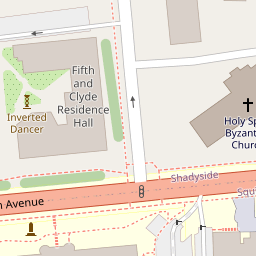 Fifth
and Clyde
Residence
Hall
Inverted
Dancer
Holy Sp
Byzant
Church
Shadyside
Squ
n Avenue